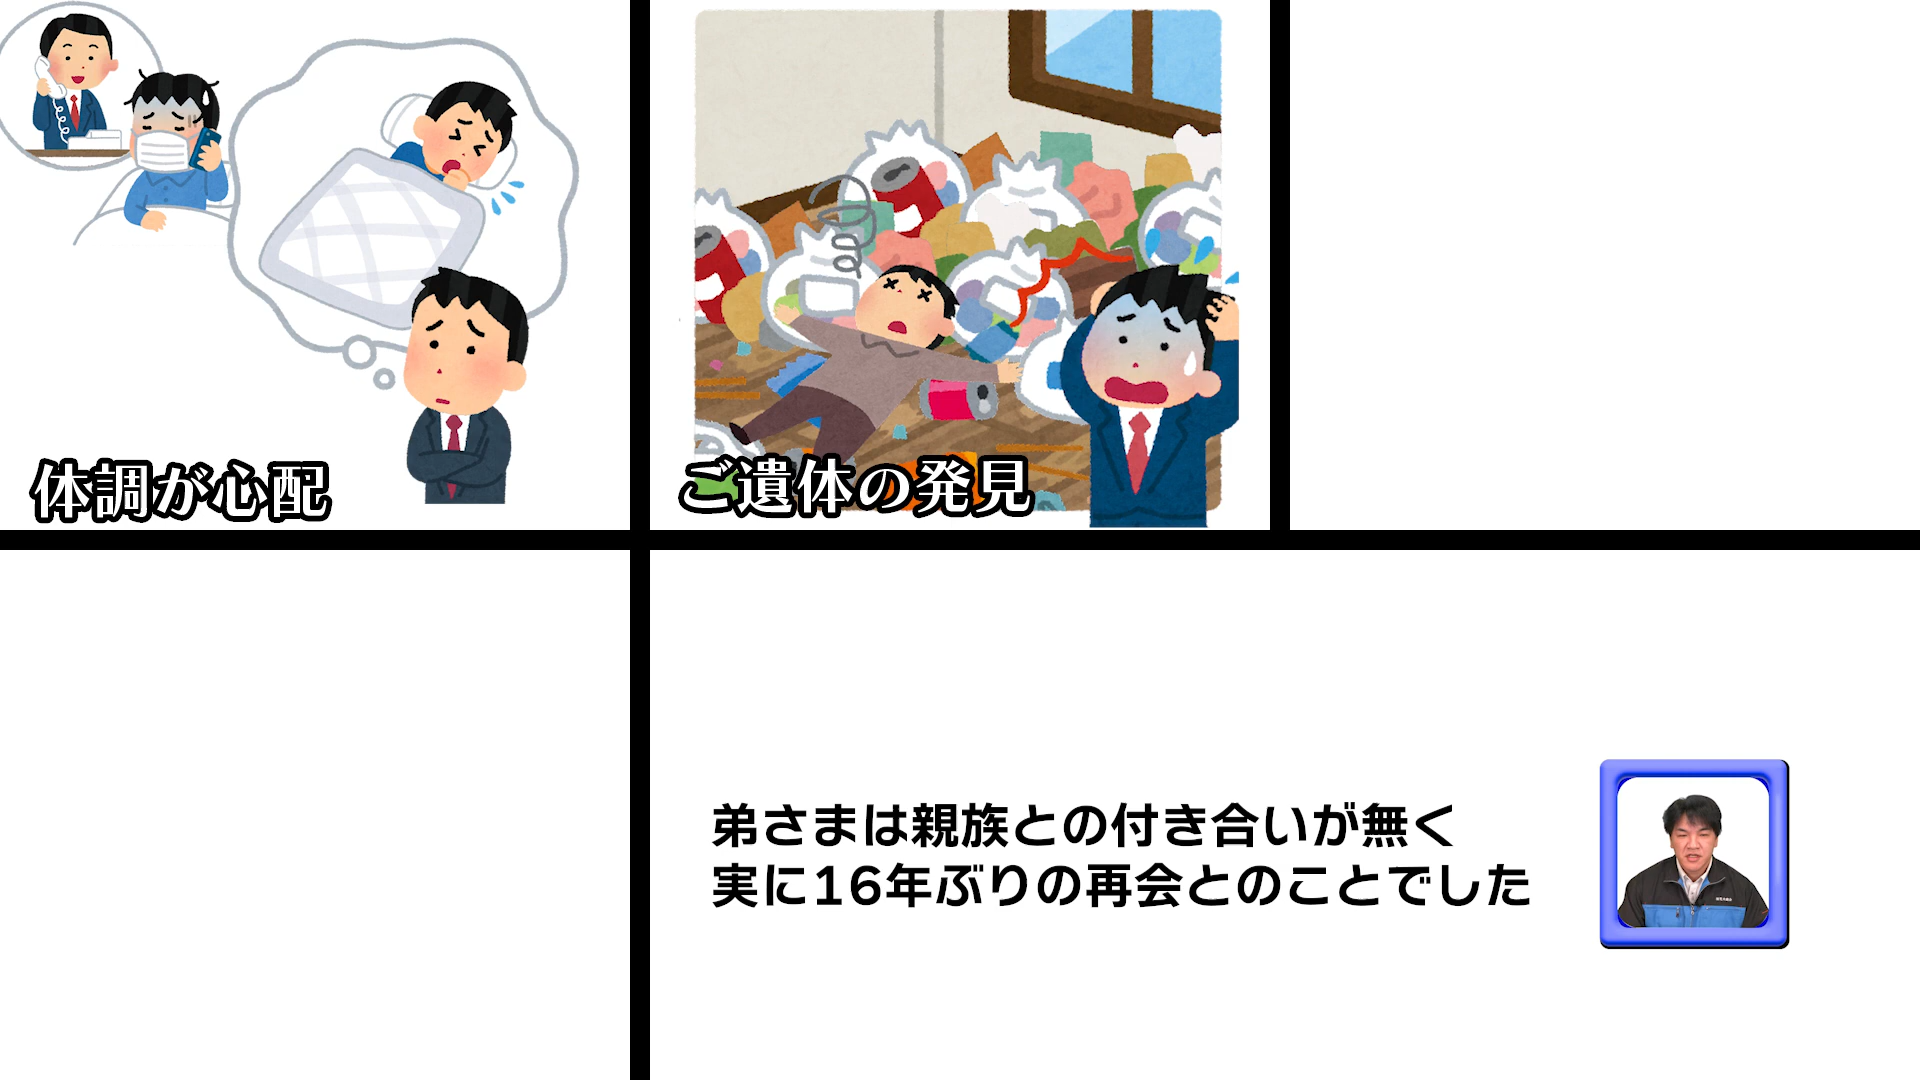 体調が心配
ご遺体の発見
弟さまは親族との付き合いが無く
実に16年ぶりの再会とのことでした